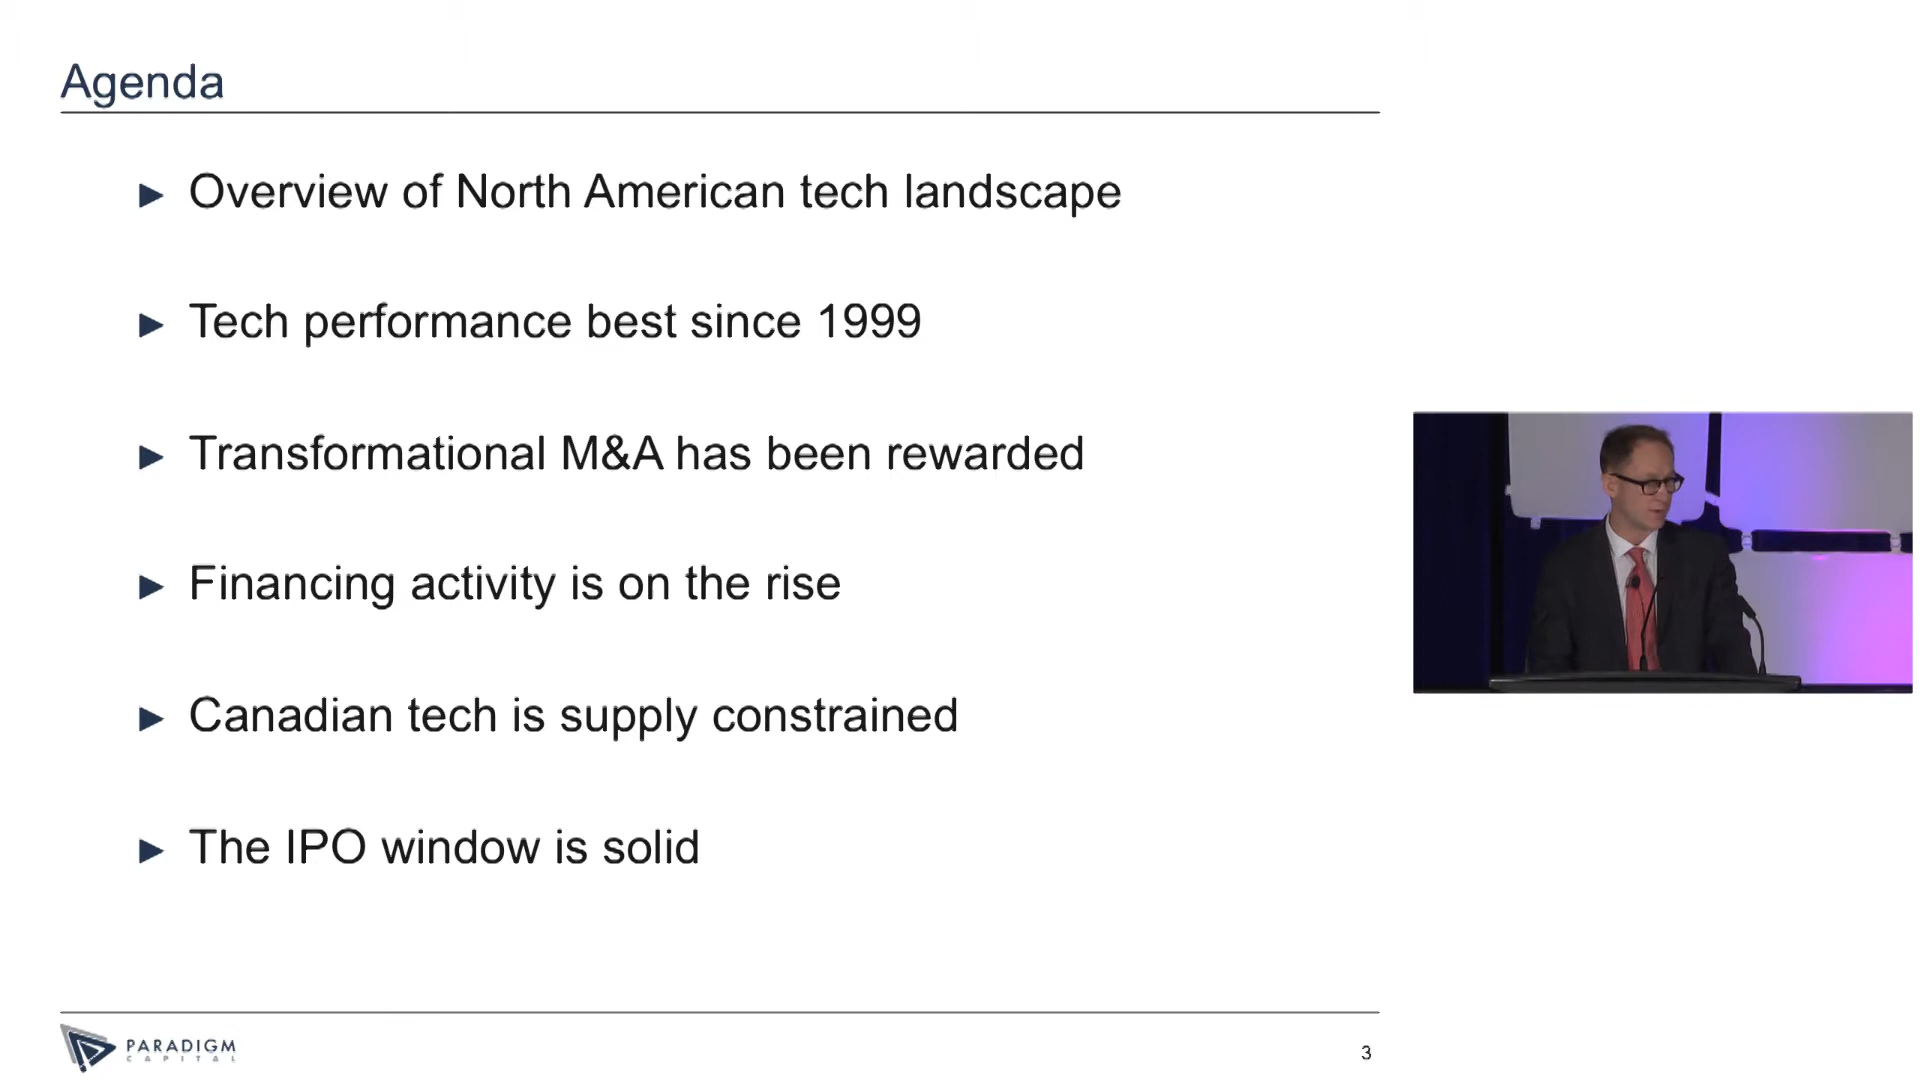 Agenda
► Overview of North American tech landscape
► Tech performance best since 1999
► Transformational M&A has been rewarded
► Financing activity is on the rise
► Canadian tech is supply constrained
► The IPO window is solid
PARADIGM
CAPITAL
3